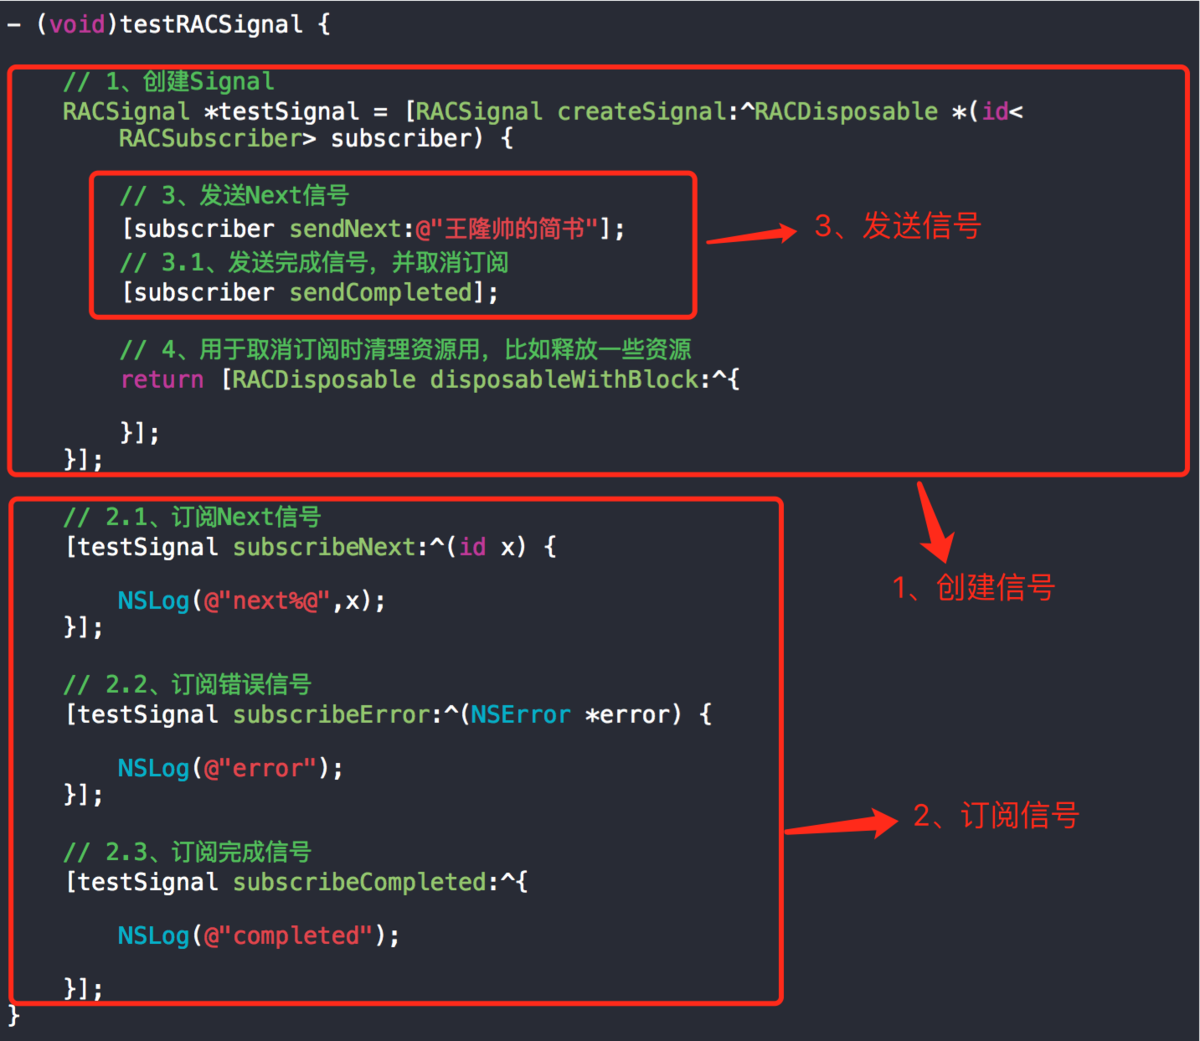 - (void)testRACSignal {
// 1、创建Signal
RACSignal *testSignal = [RACSignal createSignal:^RACDisposable *(id<
RACSubscriber> subscriber) {
// 3、发送Next信号
[subscriber sendNext:@"王隆帅的简书"];
3、发送信号
// 3.1、发送完成信号，并取消订阅
[subscriber sendCompleted];
// 4、用于取消订阅时清理资源用，比如释放一些资源
return [RACDisposable disposableWithBlock:^{
}];
}];
// 2.1、订阅Next信号
[testSignal subscribeNext:^(id x) {
1、创建信号
NSLog(@"next%@",x);
}];
// 2.2、订阅错误信号
[testSignal subscribeError:^(NSError *error) {
NSLog(@"error");
}];
2、订阅信号
// 2.3、订阅完成信号
[testSignal subscribeCompleted:^{
NSLog(@"completed");
}];
}